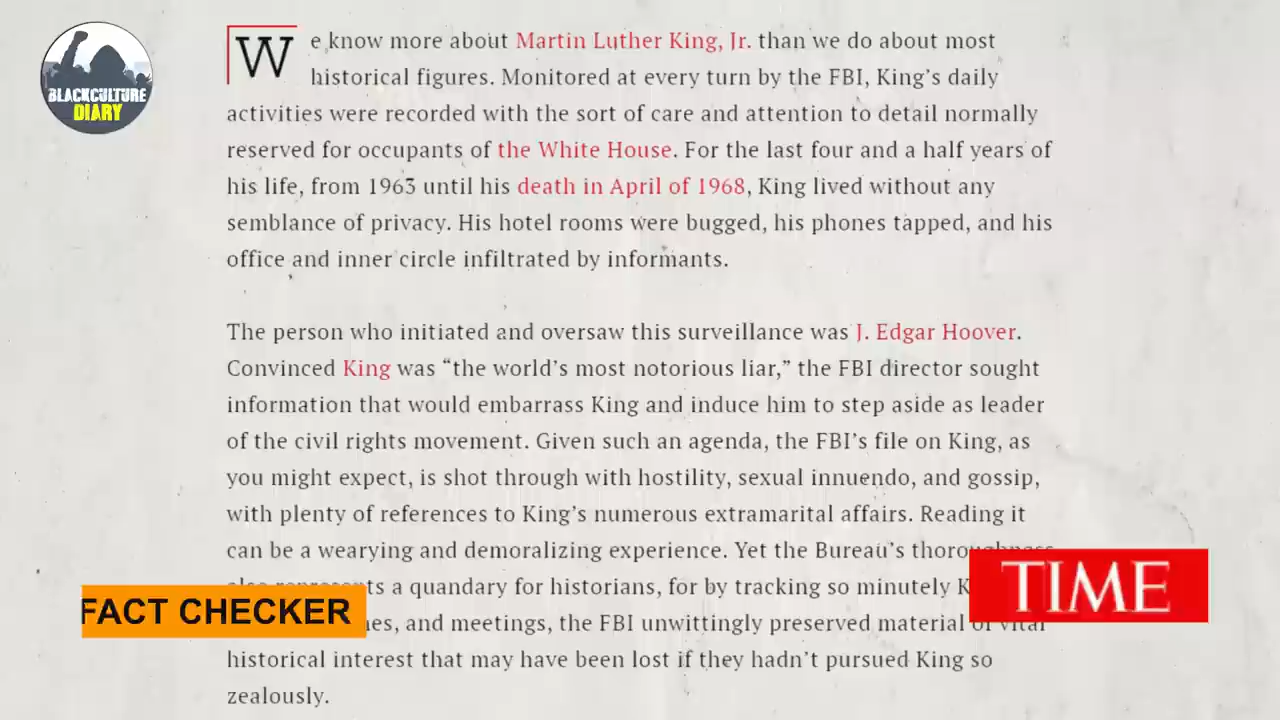 BLACKCULTURE
DIARY
We know more about Martin Luther King, Jr. than we do about most
historical figures. Monitored at every turn by the FBI, King’s daily
activities were recorded with the sort of care and attention to detail normally
reserved for occupants of the White House. For the last four and a half years of
his life, from 1963 until his death in April of 1968, King lived without any
semblance of privacy. His hotel rooms were bugged, his phones tapped, and his
office and inner circle infiltrated by informants.
The person who initiated and oversaw this surveillance was J. Edgar Hoover.
Convinced King was “the world’s most notorious liar,” the FBI director sought
information that would embarrass King and induce him to step aside as leader
of the civil rights movement. Given such an agenda, the FBI’s file on King, as
you might expect, is shot through with hostility, sexual innuendo, and gossip,
with plenty of references to King’s numerous extramarital affairs. Reading it
can be a wearying and demoralizing experience. Yet the Bureau’s thoroughness
also represents a quandary for historians, for by tracking so minutely
and meetings, the FBI unwittingly preserved material of vital
historical interest that may have been lost if they hadn’t pursued King so
zealously.
FACT CHECKER
TIME